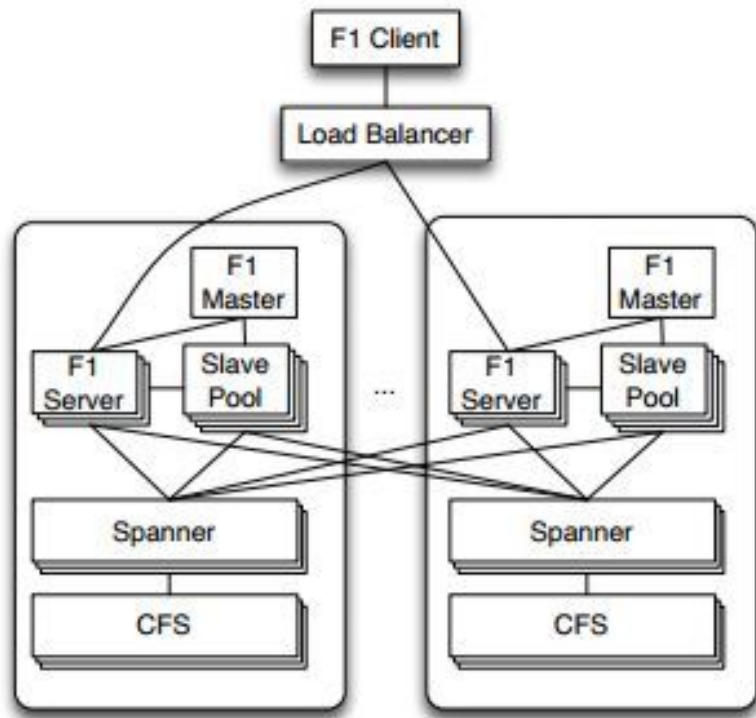 F1 Client
Load Balancer
F1
Master
F1
Server
Slave
Pool
Spanner
CFS
...
F1
Master
F1
Server
Slave
Pool
Spanner
CFS